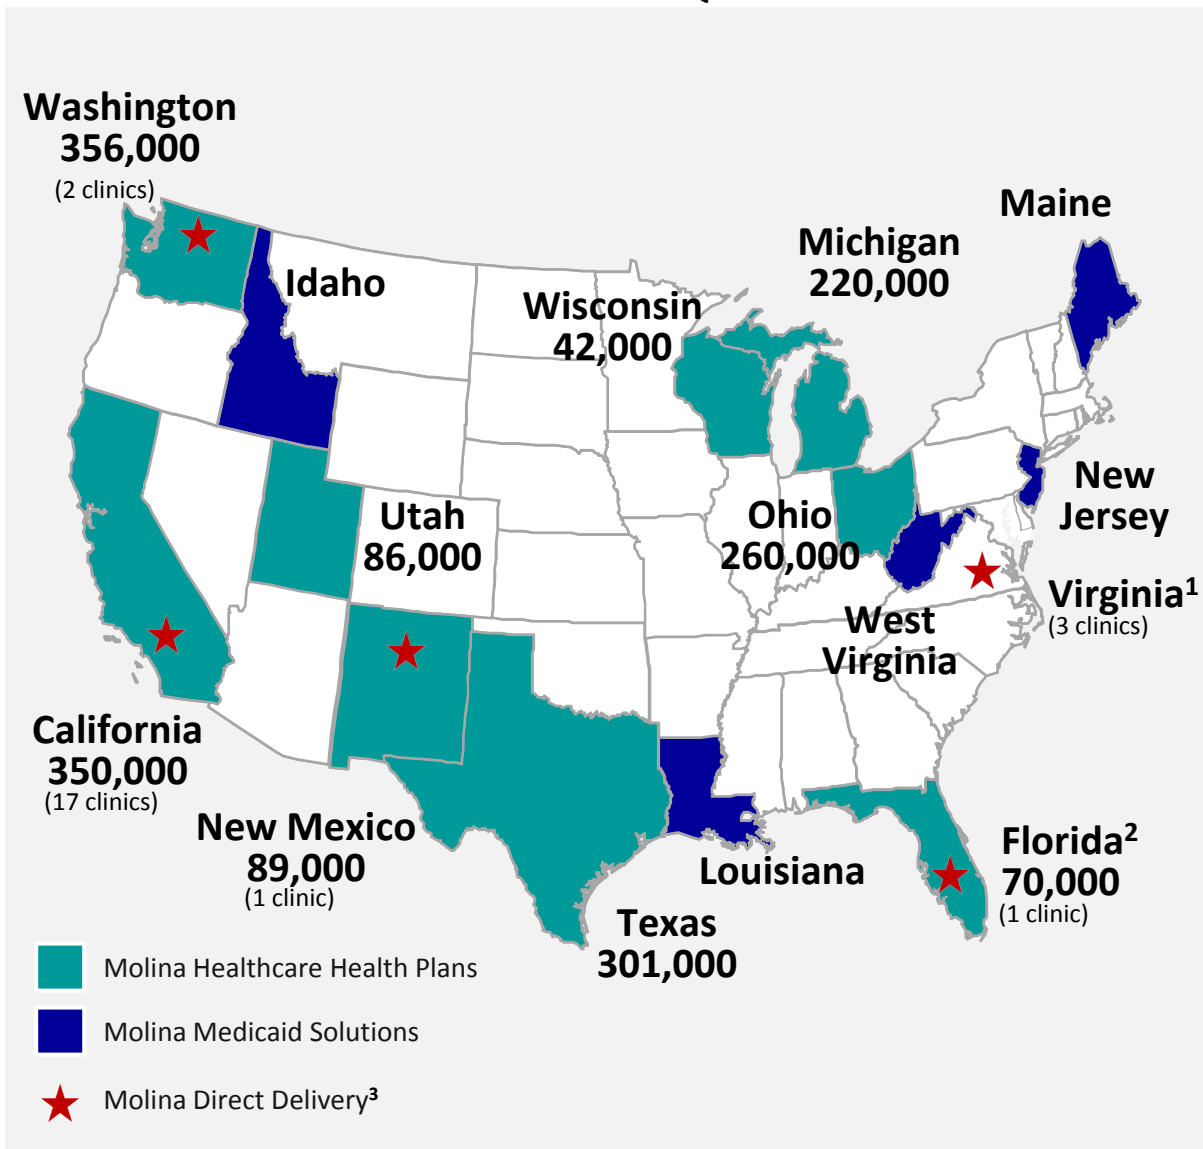 Washington
356,000
(2 clinics)
Maine
Michigan
220,000
Idaho
Wisconsin
42,000
New
Jersey
Utah
86,000
Ohio
260,000
Virginia¹
(3 clinics)
West
Virginia
California
350,000
(17 clinics)
New Mexico
89,000
(1 clinic)
Louisiana
Florida²
70,000
(1 clinic)
Texas
301,000
Molina Healthcare Health Plans
Molina Medicaid Solutions
Molina Direct Delivery³